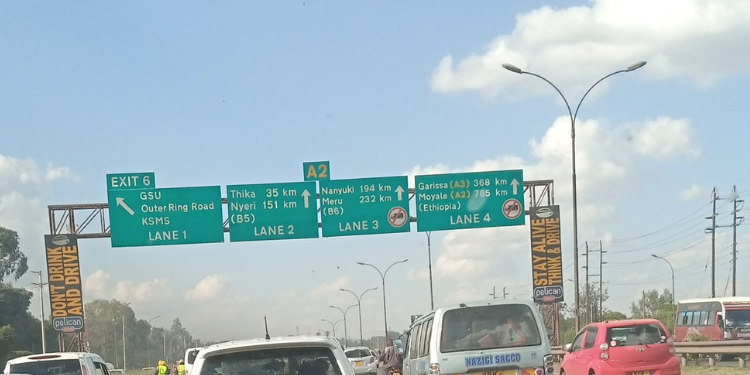 EXIT 6
GSU
Outer Ring Road
KSMS
LANE 1
Thika 35 km
Nyeri 151 km
(B5)
LANE 2
A2
Nanyuki 194 km
Meru 232 km
(B6)
LANE 3
Garissa (A3) 368 km
Moyale (A2) 785 km
(Ethiopia)
LANE 4
DON'T DRINK
AND DRIVE
pelican
STAY ALIVE
THINK & DRIVE
pelican
NAZIGI SACCO